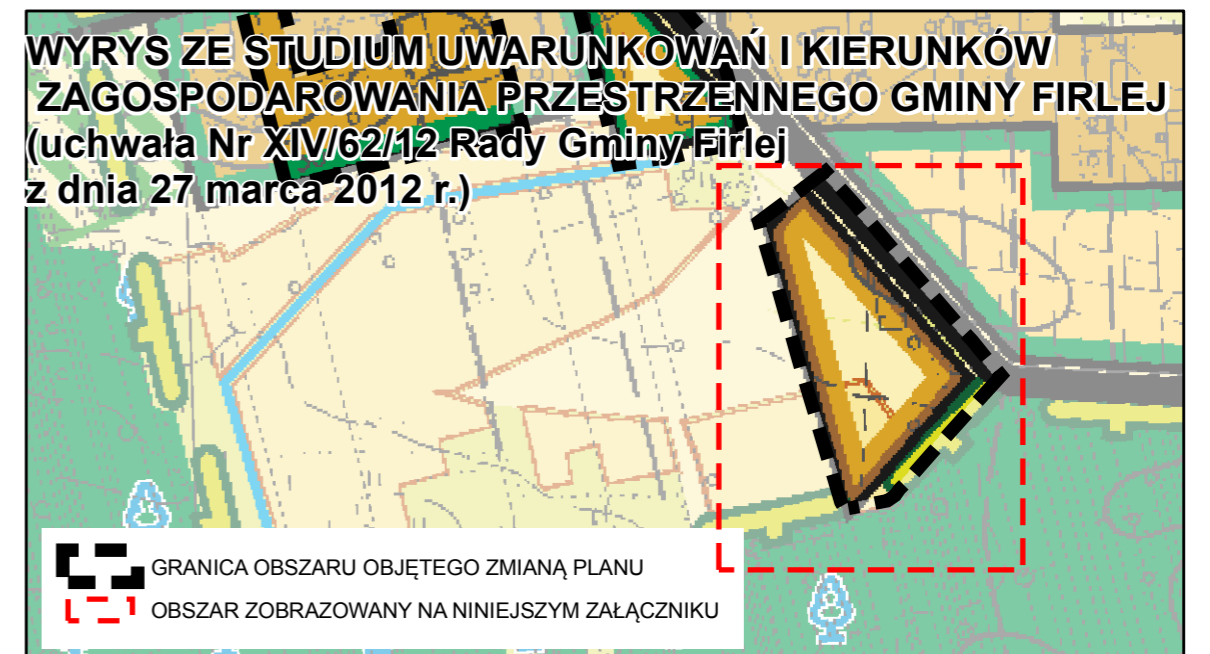 WYRYS ZE STUDIUM UWARUNKOWAŃ I KIERUNKÓW
ZAGOSPODAROWANIA PRZESTRZENNEGO GMINY FIRLEJ
(uchwała Nr XIV/62/12 Rady Gminy Firlej
z dnia 27 marca 2012 r.)
GRANICA OBSZARU OBJĘTEGO ZMIANĄ PLANU
OBSZAR ZOBRAZOWANY NA NINIEJSZYM ZAŁĄCZNIKU